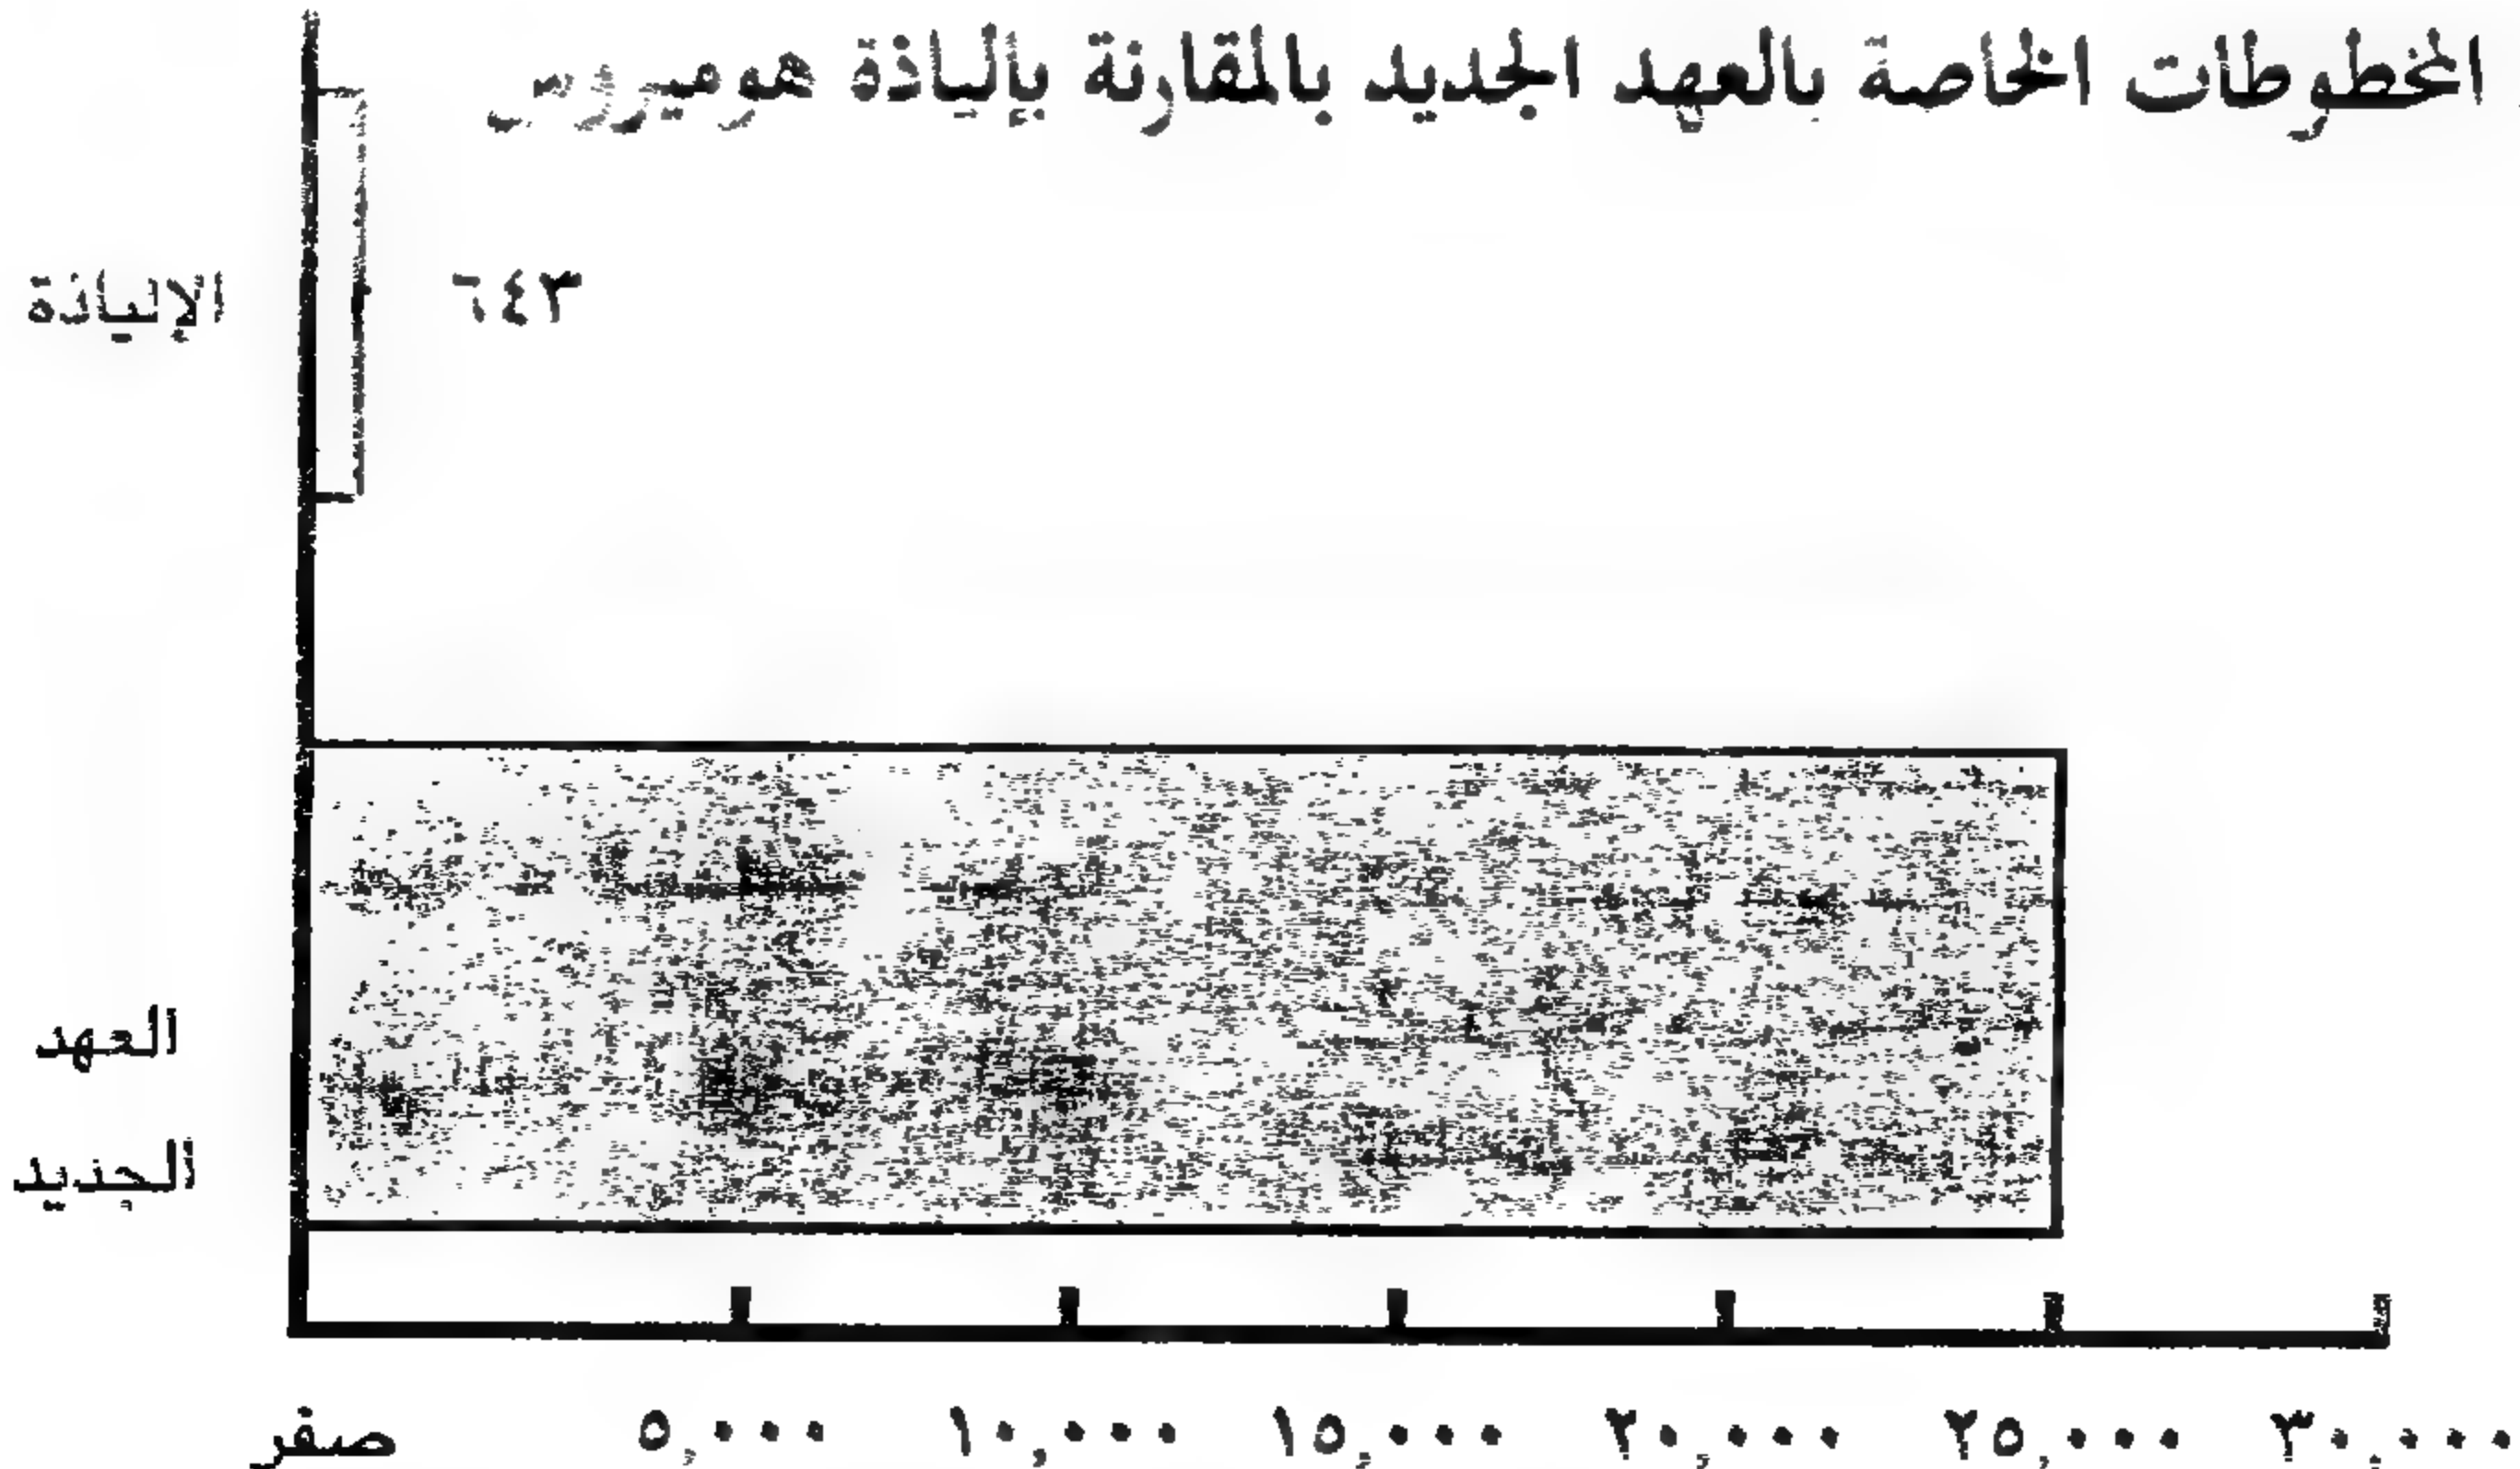 المخطوطات الخاصة بالعهد الجديد بالمقارنة بإلياذة هوميروس
الإلياذة
٦٤٣
العهد
الجديد
صفر ٥,٠٠٠ ١٠,٠٠٠ ١٥,٠٠٠ ٢٠,٠٠٠ ٢٥,٠٠٠ ٣٠,٠٠٠